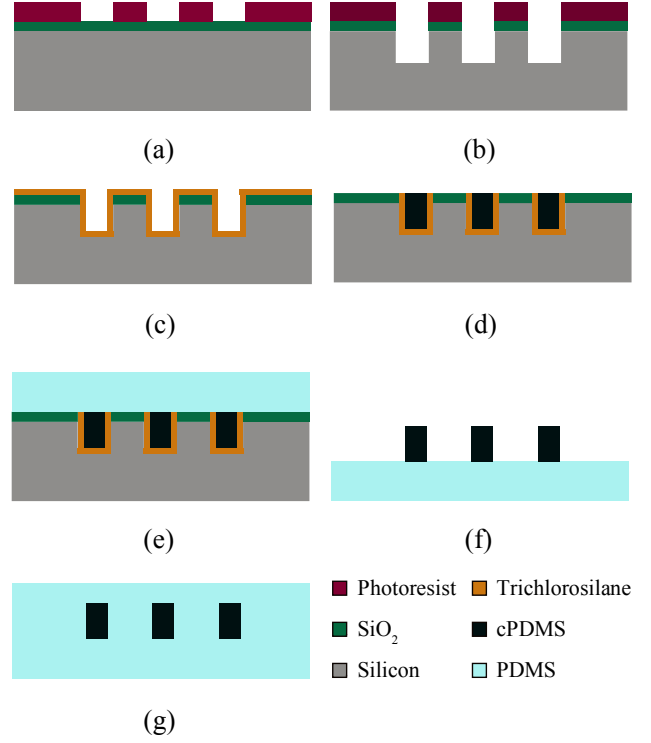 (a)
(b)
(c)
(d)
(e)
(f)
Photoresist
Trichlorosilane
SiO₂
cPDMS
Silicon
PDMS
(g)